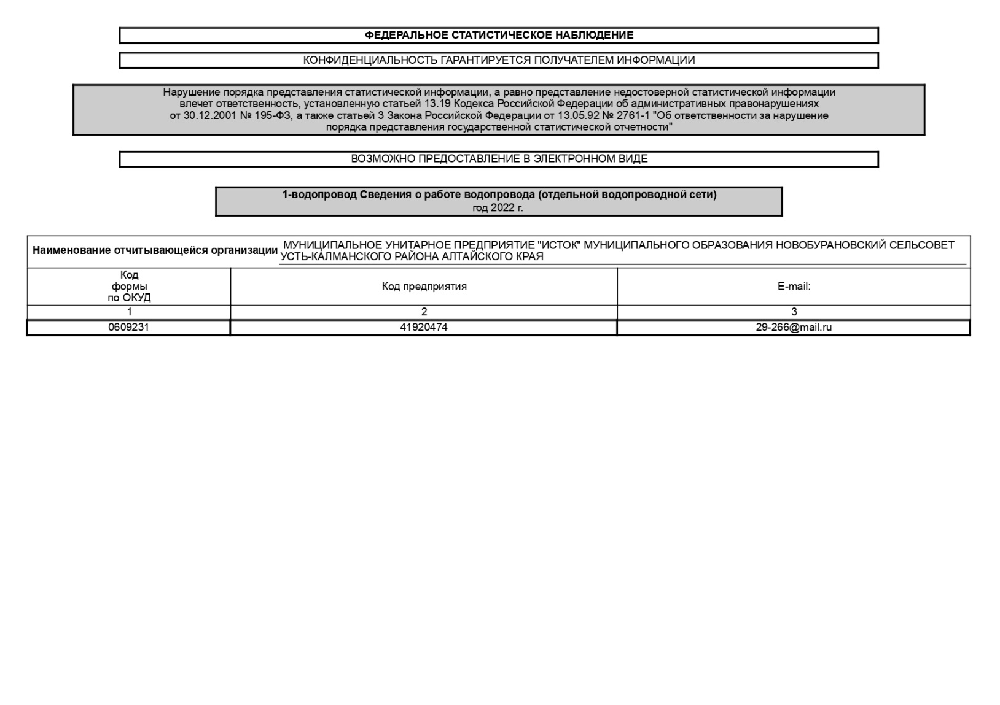 ФЕДЕРАЛЬНОЕ СТАТИСТИЧЕСКОЕ НАБЛЮДЕНИЕ
КОНФИДЕНЦИАЛЬНОСТЬ ГАРАНТИРУЕТСЯ ПОЛУЧАТЕЛЕМ ИНФОРМАЦИИ
Нарушение порядка представления статистической информации, а равно представление недостоверной статистической информации
влечет ответственность, установленную статьей 13.19 Кодекса Российской Федерации об административных правонарушениях
от 30.12.2001 № 195-ФЗ, а также статьей 3 Закона Российской Федерации от 13.05.92 № 2761-1 "Об ответственности за нарушение
порядка представления государственной статистической отчетности"
ВОЗМОЖНО ПРЕДОСТАВЛЕНИЕ В ЭЛЕКТРОННОМ ВИДЕ
1-водопровод Сведения о работе водопровода (отдельной водопроводной сети)
год 2022 г.
Наименование отчитывающейся организации МУНИЦИПАЛЬНОЕ УНИТАРНОЕ ПРЕДПРИЯТИЕ "ИСТОК" МУНИЦИПАЛЬНОГО ОБРАЗОВАНИЯ НОВОБУРАНОВСКИЙ СЕЛЬСОВЕТ
УСТЬ-КАЛМАНСКОГО РАЙОНА АЛТАЙСКОГО КРАЯ
Код
формы
по ОКУД
Код предприятия
E-mail:
1 2 3
0609231 41920474 29-266@mail.ru